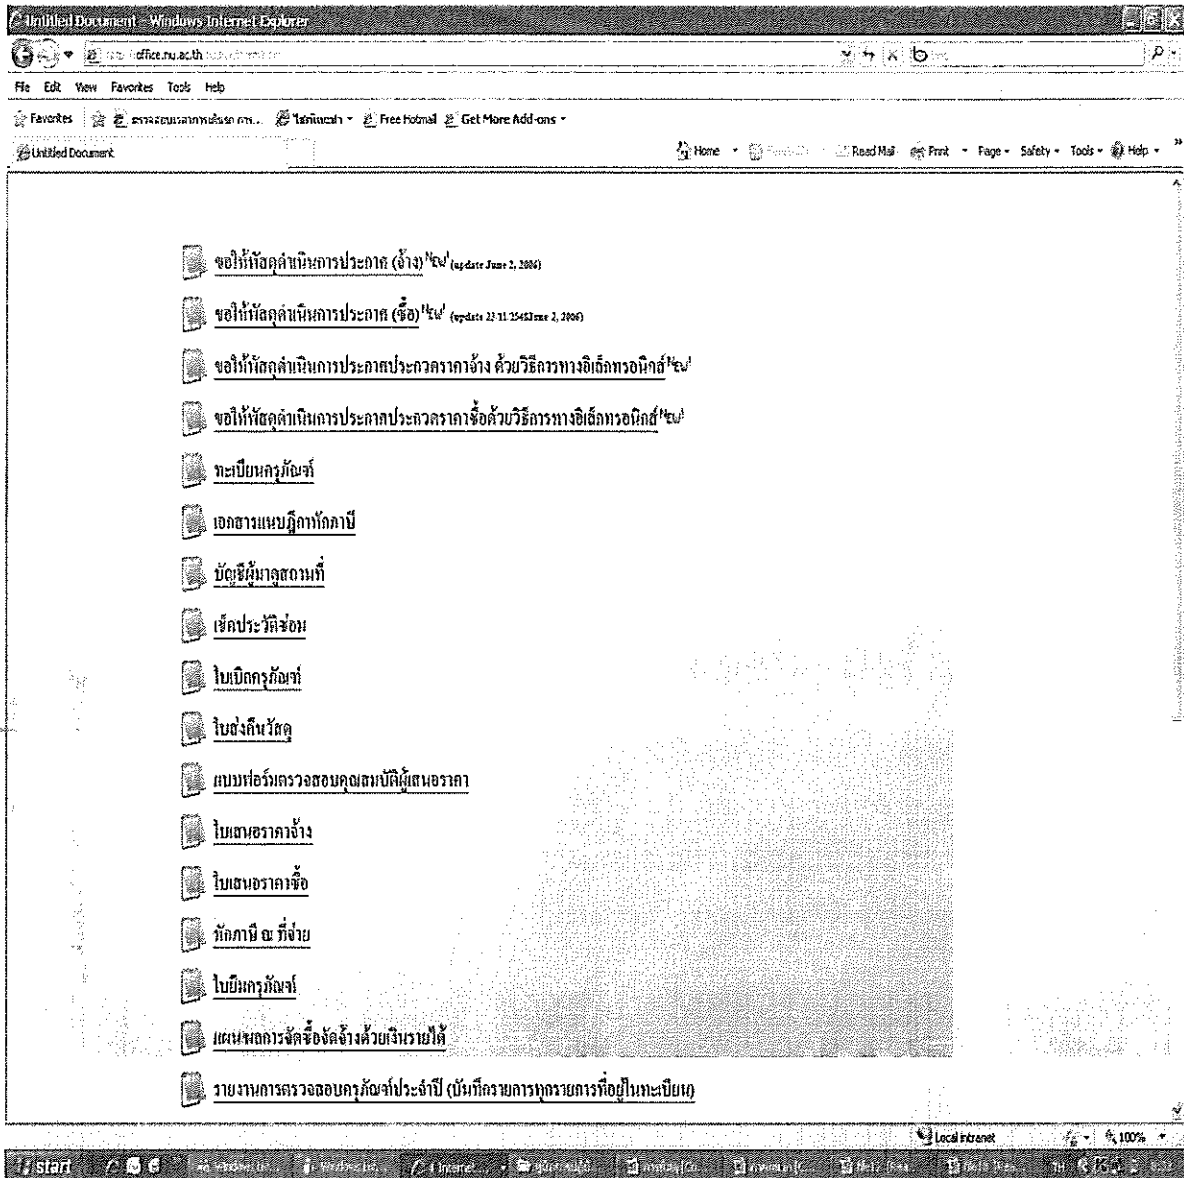 Untitled Document - Windows Internet Explorer
office.nu.ac.th
File Edit View Favorites Tools Help
Favorites Free Hotmail Get More Add-ons
Untitled Document Home Read Mail Print Page Safety Tools Help
ขอให้พัสดุดำเนินการประกาศ (จ้าง) New! (update June 2, 2006)
ขอให้พัสดุดำเนินการประกาศ (ซื้อ) New! (update 23/11/2548June 2, 2006)
ขอให้พัสดุดำเนินการประกาศประกวดราคาจ้าง ด้วยวิธีการทางอิเล็กทรอนิกส์ New!
ขอให้พัสดุดำเนินการประกาศประกวดราคาซื้อด้วยวิธีการทางอิเล็กทรอนิกส์ New!
ทะเบียนครุภัณฑ์
เอกสารแนบฎีกาหักภาษี
บัญชีผู้มาดูสถานที่
เช็คประวัติซ่อม
ใบเบิกครุภัณฑ์
ใบส่งคืนวัสดุ
แบบฟอร์มตรวจสอบคุณสมบัติผู้เสนอราคา
ใบเสนอราคาจ้าง
ใบเสนอราคาซื้อ
หักภาษี ณ ที่จ่าย
ใบยืมครุภัณฑ์
แผนผลการจัดซื้อจัดจ้างด้วยเงินรายได้
รายงานการตรวจสอบครุภัณฑ์ประจำปี (บันทึกรายการทุกรายการที่อยู่ในทะเบียน)
Local intranet 100%
start Internet... TH